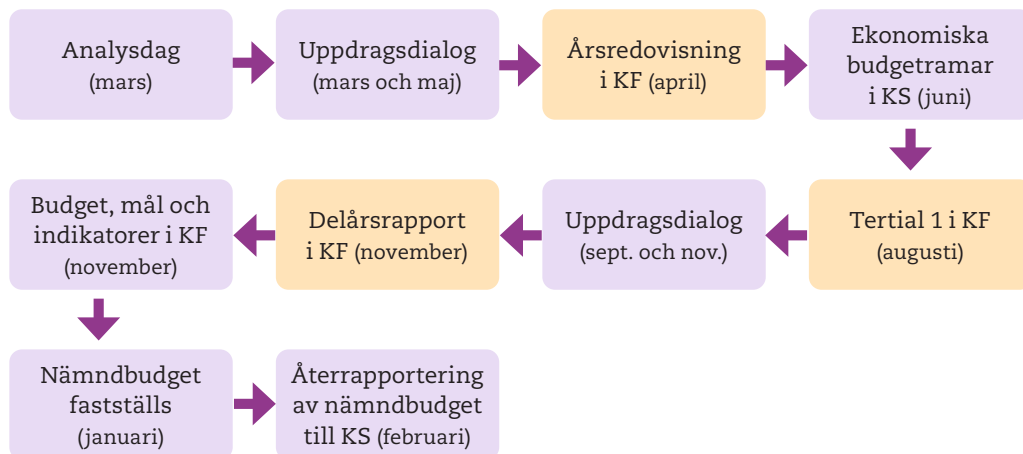 Analysdag
(mars)
Uppdragsdialog
(mars och maj)
Årsredovisning
i KF (april)
Ekonomiska
budgetramar
i KS (juni)
Budget, mål och
indikatorer i KF
(november)
Delårsrapport
i KF (november)
Uppdragsdialog
(sept. och nov.)
Tertial 1 i KF
(augusti)
Nämndbudget
fastställs
(januari)
Återrapportering
av nämndbudget
till KS (februari)